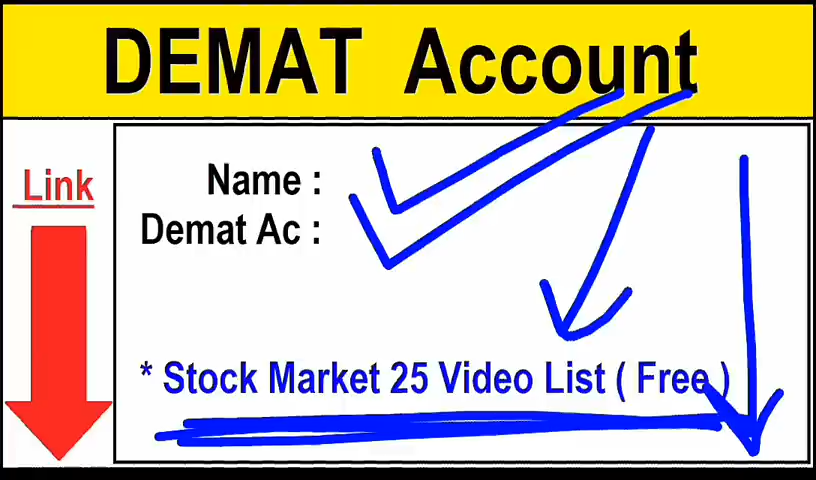 DEMAT Account
Link
Name :
Demat Ac :
* Stock Market 25 Video List ( Free )